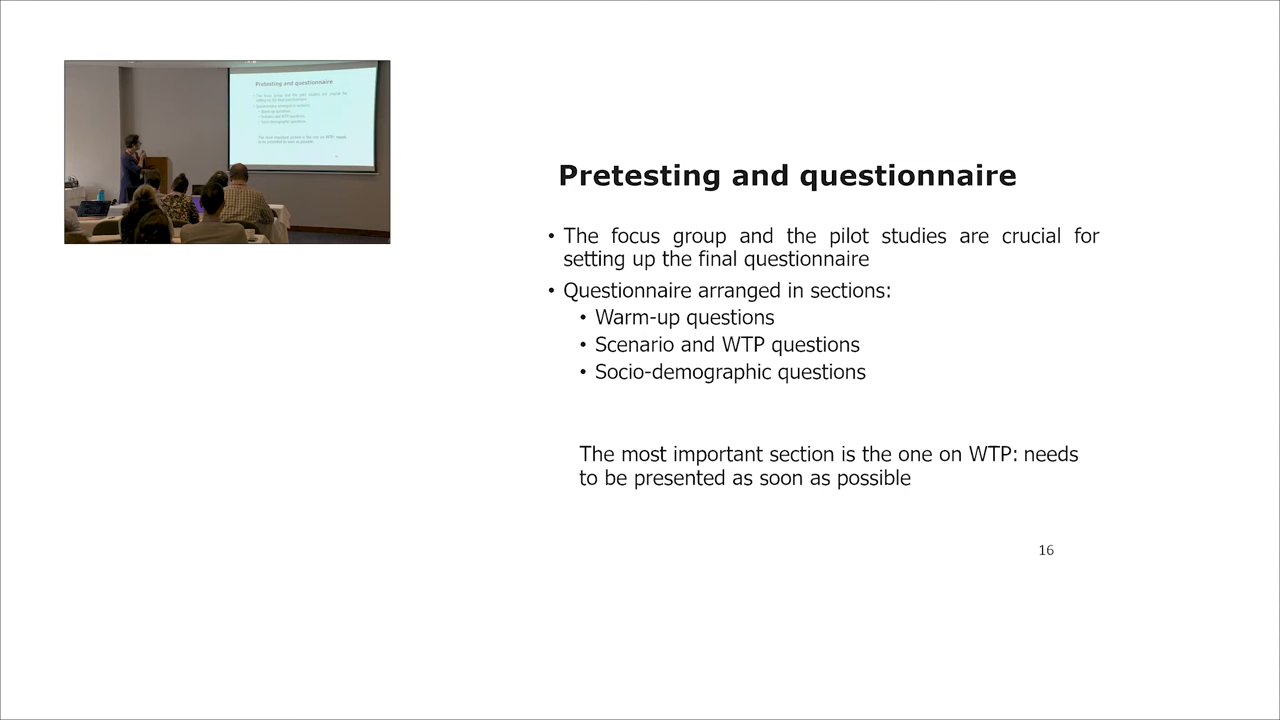 Pretesting and questionnaire
• The focus group and the pilot studies are crucial for
setting up the final questionnaire
• Questionnaire arranged in sections:
• Warm-up questions
• Scenario and WTP questions
• Socio-demographic questions
The most important section is the one on WTP: needs
to be presented as soon as possible
16